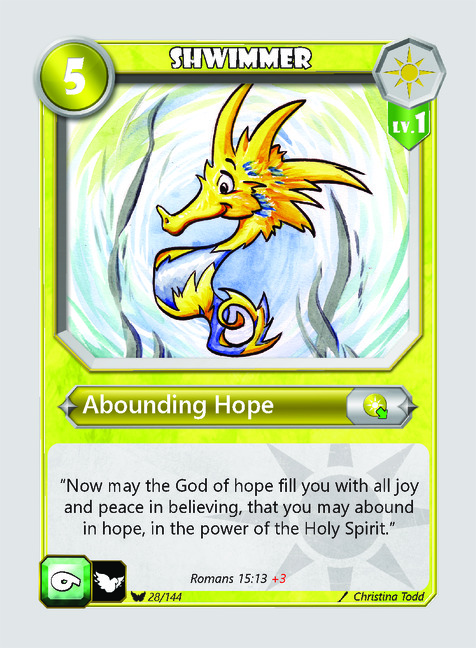 SHWIMMER
5
LV.1
Abounding Hope
"Now may the God of hope fill you with all joy
and peace in believing, that you may abound
in hope, in the power of the Holy Spirit."
Romans 15:13 +3
28/144
Christina Todd